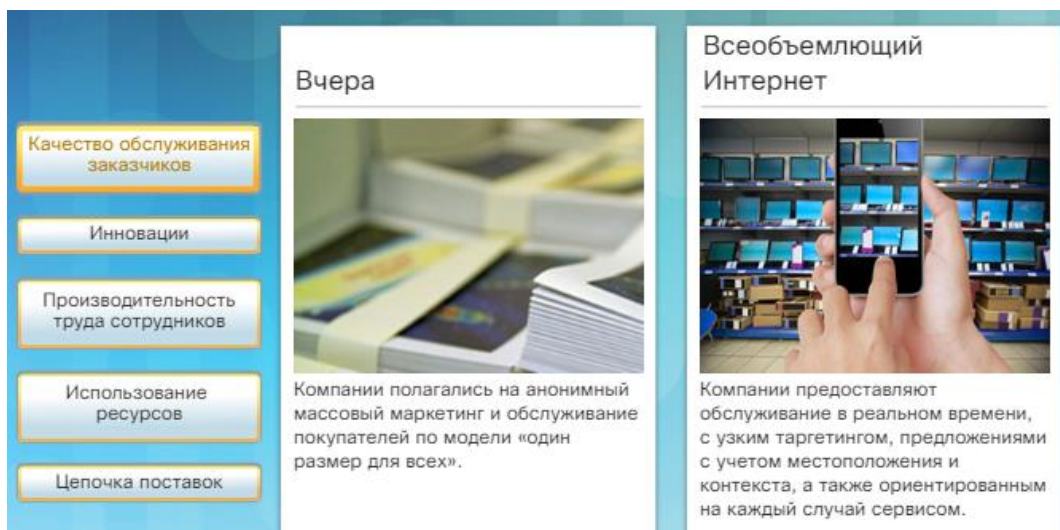 Качество обслуживания
заказчиков
Инновации
Производительность
труда сотрудников
Использование
ресурсов
Цепочка поставок
Вчера
Компании полагались на анонимный
массовый маркетинг и обслуживание
покупателей по модели «один
размер для всех».
Всеобъемлющий
Интернет
Компании предоставляют
обслуживание в реальном времени,
с узким таргетингом, предложениями
с учетом местоположения и
контекста, а также ориентированным
на каждый случай сервисом.